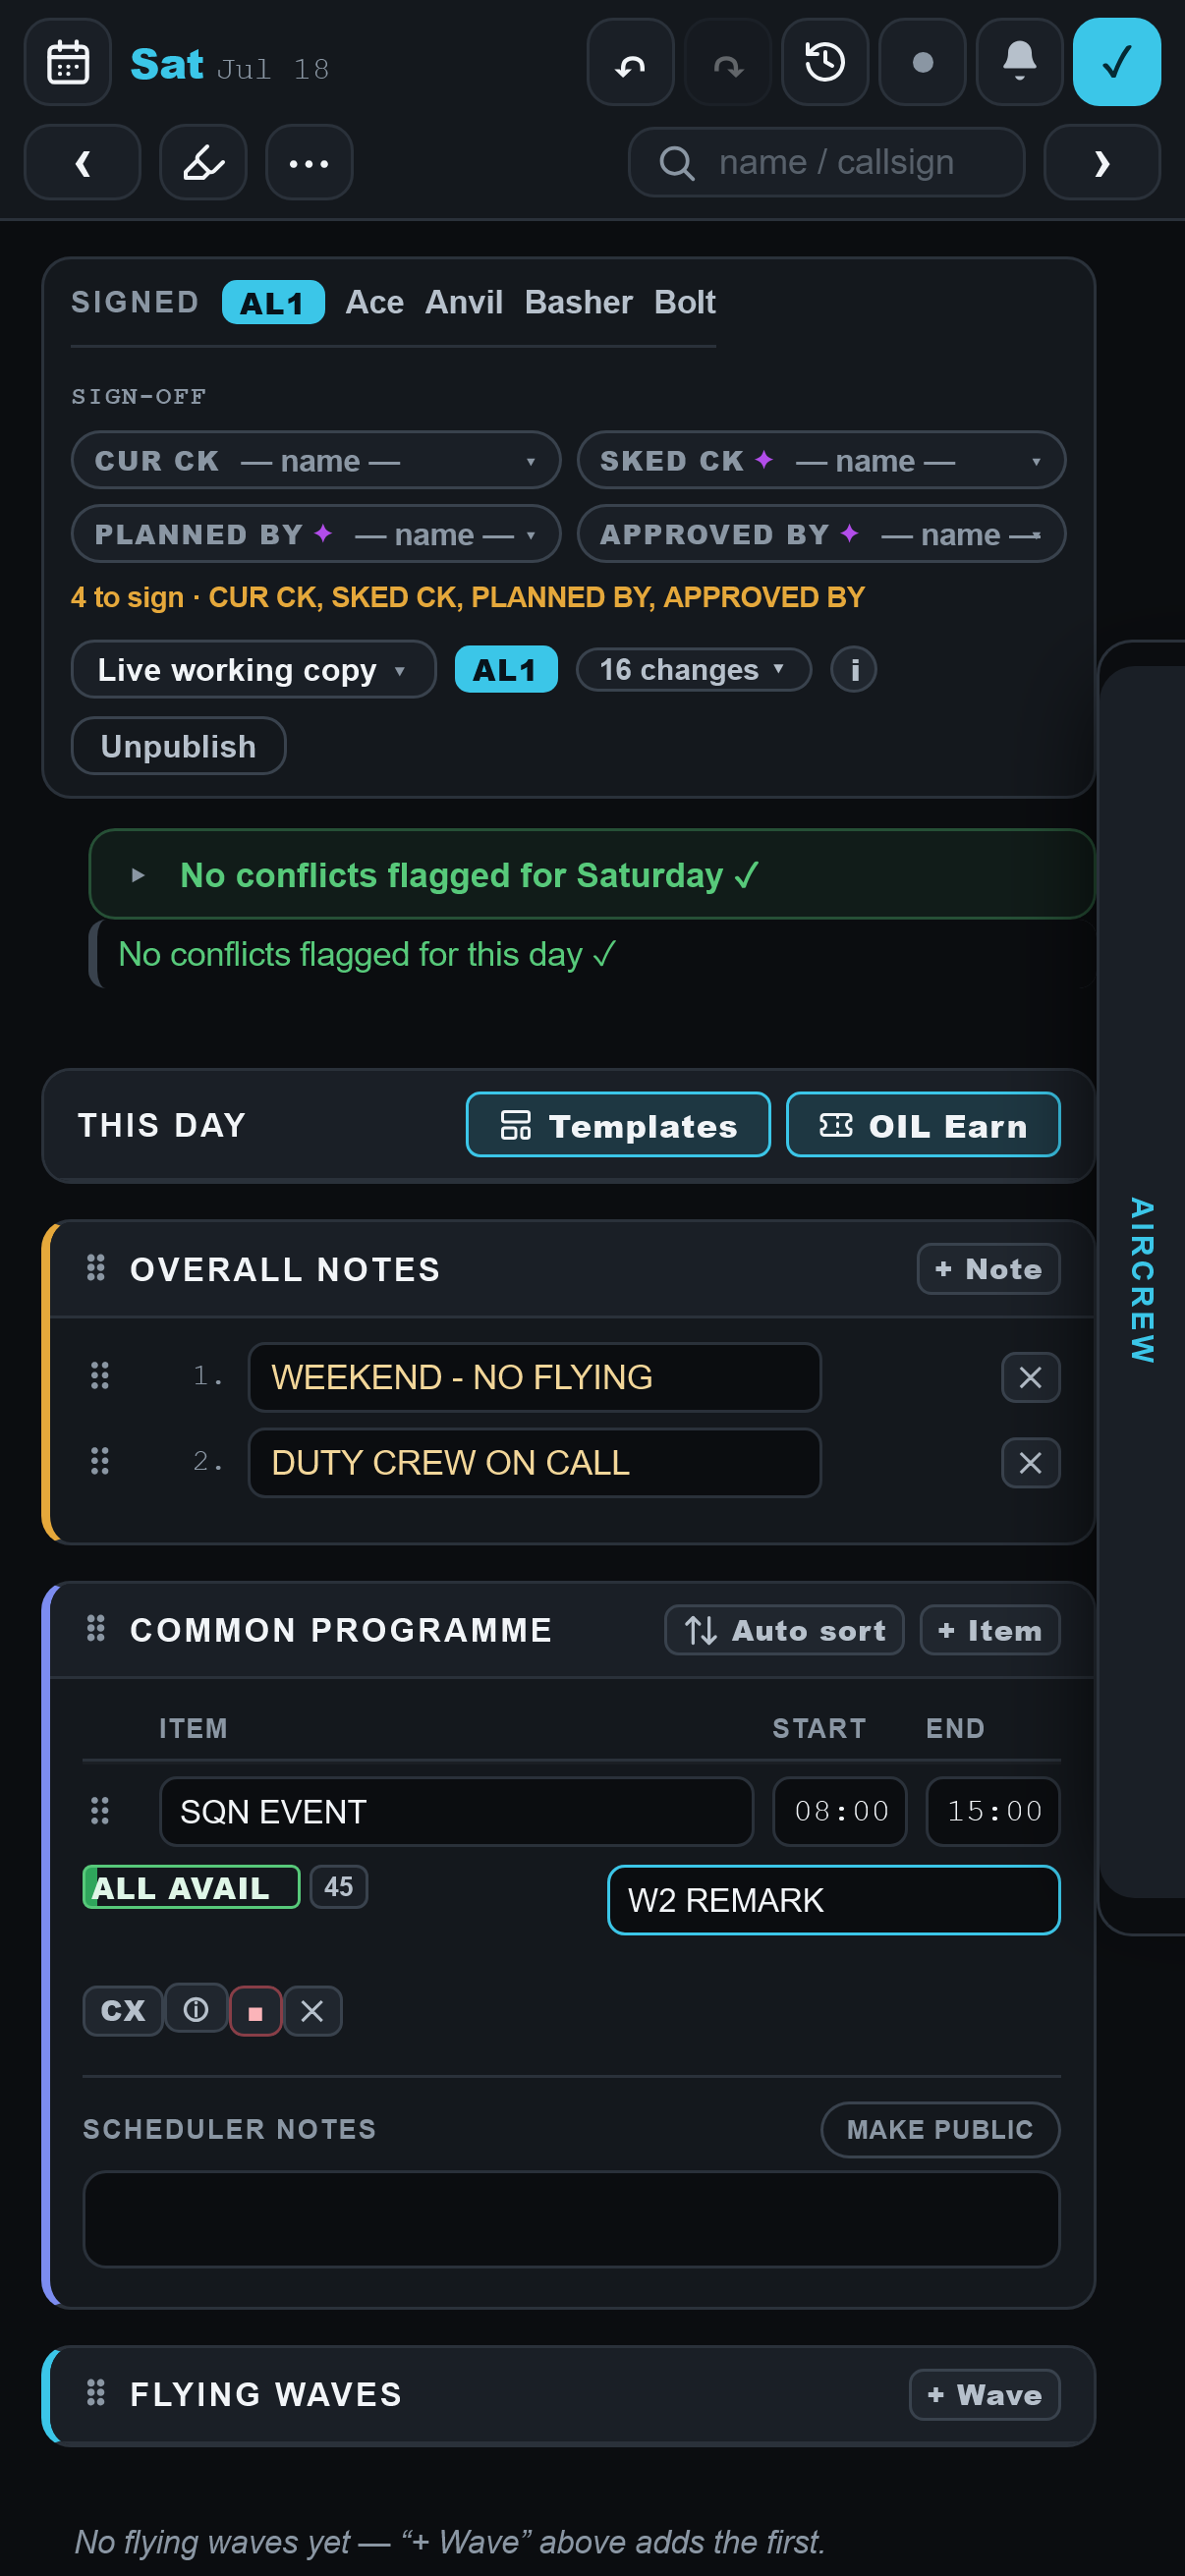 Sat Jul 18
name / callsign
SIGNED AL1 Ace Anvil Basher Bolt
SIGN-OFF
CUR CK — name —
SKED CK ✦ — name —
PLANNED BY ✦ — name —
APPROVED BY ✦ — name —
4 to sign · CUR CK, SKED CK, PLANNED BY, APPROVED BY
Live working copy AL1 16 changes i
Unpublish
No conflicts flagged for Saturday ✓
No conflicts flagged for this day ✓
THIS DAY Templates OIL Earn
AIRCREW
OVERALL NOTES + Note
1. WEEKEND - NO FLYING
2. DUTY CREW ON CALL
COMMON PROGRAMME Auto sort + Item
ITEM START END
SQN EVENT 08:00 15:00
ALL AVAIL 45 W2 REMARK
CX
SCHEDULER NOTES MAKE PUBLIC
FLYING WAVES + Wave
No flying waves yet — “+ Wave” above adds the first.